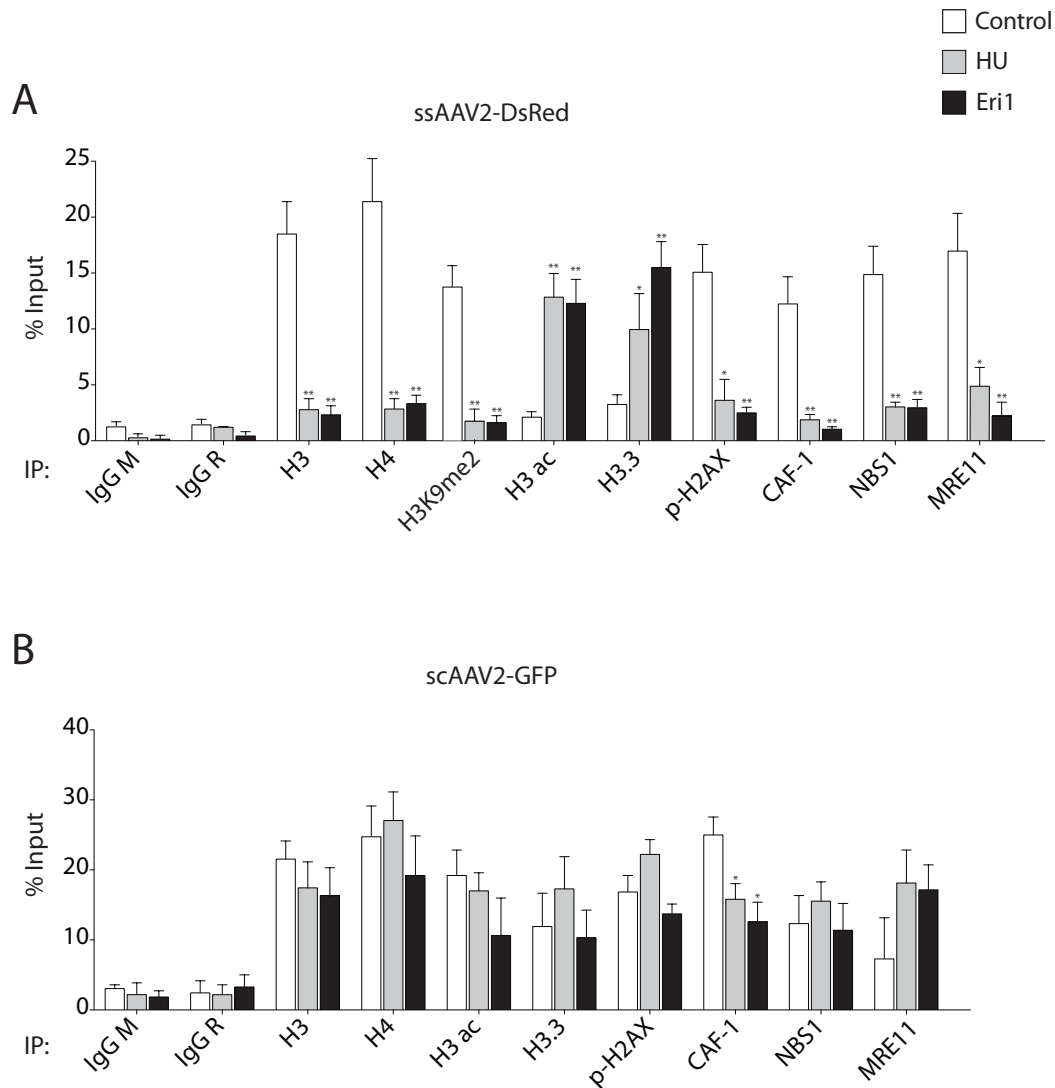 Control
HU
Eri1
A
ssAAV2-DsRed
25
20
15
10
5
0
% Input
** ** ** ** ** ** ** ** * ** * ** ** ** ** ** * **
IP:
IgG M
IgG R
H3
H4
H3K9me2
H3 ac
H3.3
p-H2AX
CAF-1
NBS1
MRE11
B
scAAV2-GFP
40
30
20
10
0
% Input
* *
IP:
IgG M
IgG R
H3
H4
H3 ac
H3.3
p-H2AX
CAF-1
NBS1
MRE11